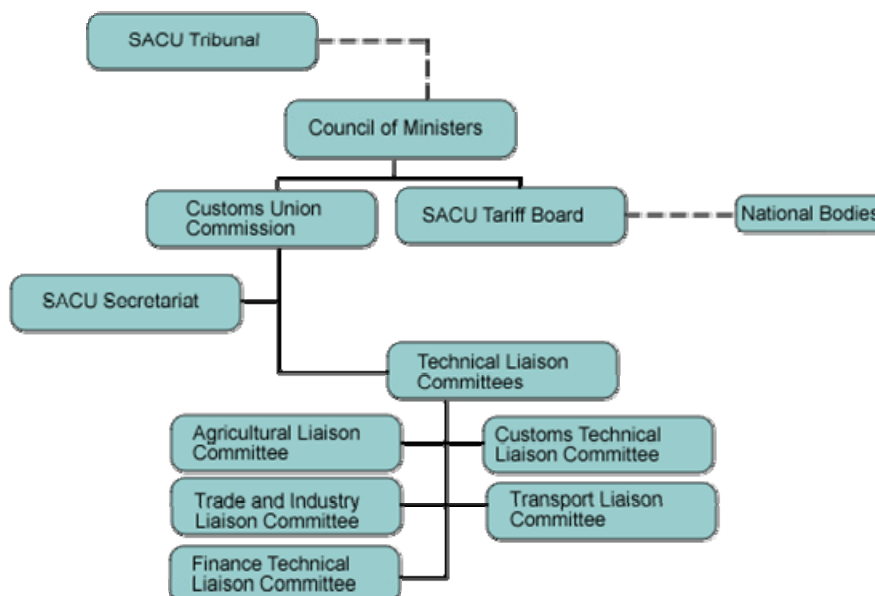 SACU Tribunal
Council of Ministers
Customs Union
Commission
SACU Tariff Board
National Bodies
SACU Secretariat
Technical Liaison
Committees
Agricultural Liaison
Committee
Customs Technical
Liaison Committee
Trade and Industry
Liaison Committee
Transport Liaison
Committee
Finance Technical
Liaison Committee